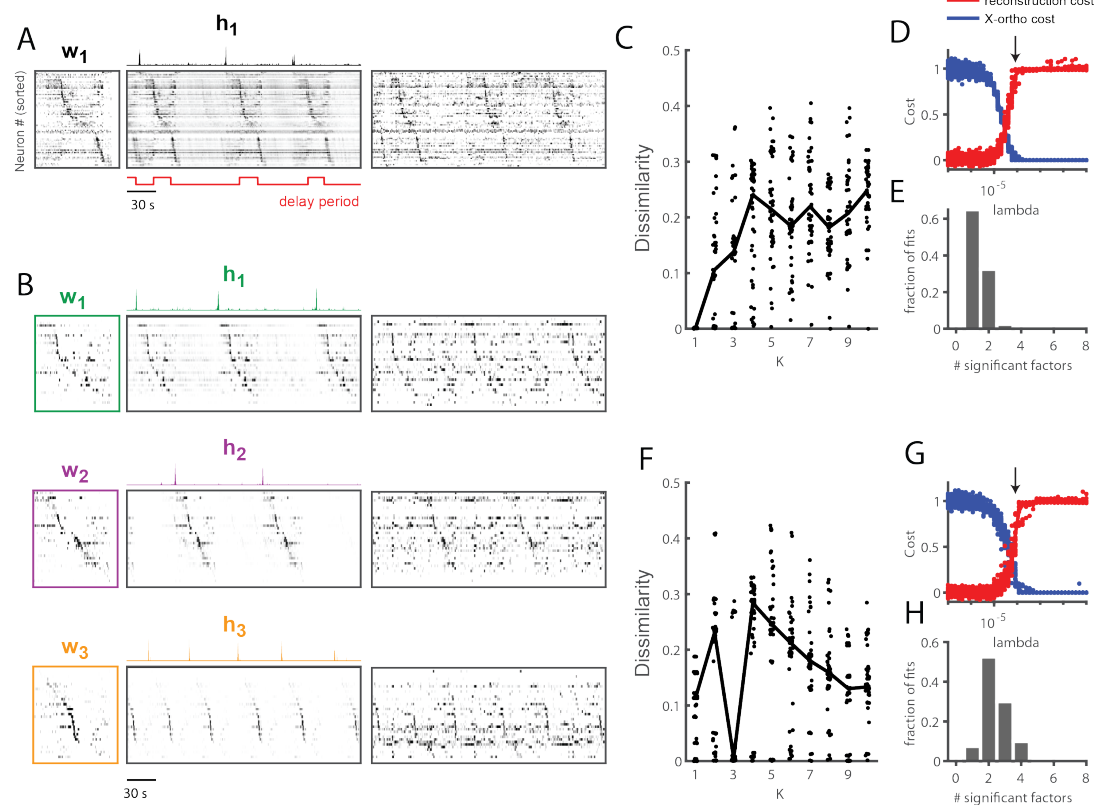 reconstruction cost
X-ortho cost
A
w1
h1
Neuron # (sorted)
30 s
delay period
B
w1
h1
w2
h2
w3
h3
30 s
C
0.5
0.4
0.3
0.2
0.1
0
Dissimilarity
1 3 5 7 9
K
D
1
0.5
0
Cost
10-5
lambda
E
0.6
0.4
0.2
0
fraction of fits
0 2 4 6 8
# significant factors
F
0.5
0.4
0.3
0.2
0.1
0
Dissimilarity
1 3 5 7 9
K
G
1
0.5
0
Cost
10-5
lambda
H
0.6
0.4
0.2
0
fraction of fits
0 2 4 6 8
# significant factors